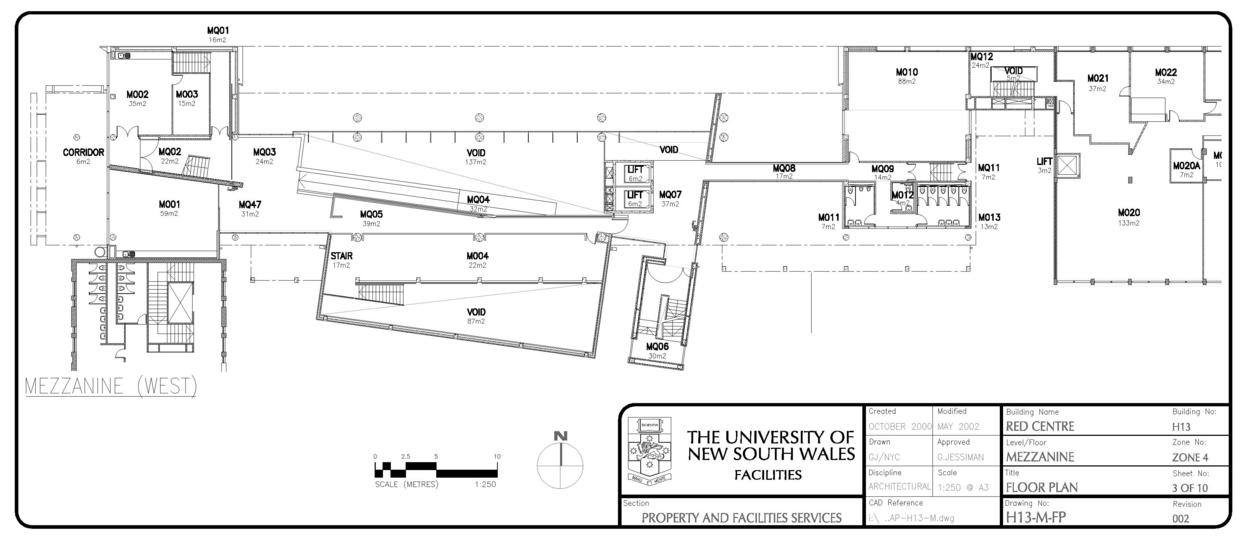 MQ01
16m2
M002
35m2
M003
15m2
CORRIDOR
6m2
MQ02
22m2
MQ03
24m2
M001
59m2
MQ47
31m2
VOID
137m2
VOID
MQ04
32m2
MQ05
39m2
LIFT
6m2
LIFT
6m2
MQ07
37m2
STAIR
17m2
M004
22m2
VOID
87m2
MQ06
30m2
MQ08
17m2
M010
88m2
MQ09
14m2
M012
4m2
M011
7m2
M013
13m2
MQ11
7m2
MQ12
24m2
VOID
5m2
LIFT
3m2
M021
37m2
M022
34m2
M020A
7m2
M020
133m2
MEZZANINE (WEST)
N
0 2.5 5 10
SCALE (METRES) 1:250
THE UNIVERSITY OF
NEW SOUTH WALES
FACILITIES
Section
PROPERTY AND FACILITIES SERVICES
Created
OCTOBER 2000
Modified
MAY 2002
Drawn
GJ/NYC
Approved
G.JESSIMAN
Discipline
ARCHITECTURAL
Scale
1:250 @ A3
CAD Reference
I:\ ..AP-H13-M.dwg
Building Name
RED CENTRE
Building No:
H13
Level/Floor
MEZZANINE
Zone No:
ZONE 4
Title
FLOOR PLAN
Sheet No:
3 OF 10
Drawing No:
H13-M-FP
Revision
002